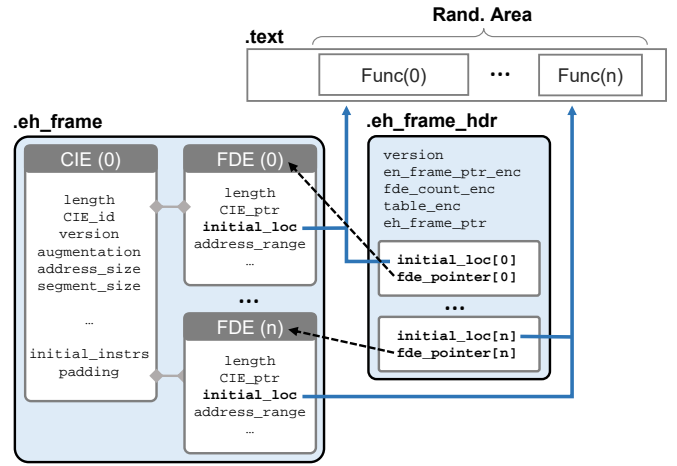 Rand. Area
.text
Func(0)
...
Func(n)
.eh_frame
CIE (0)
length
CIE_id
version
augmentation
address_size
segment_size
...
initial_instrs
padding
FDE (0)
length
CIE_ptr
initial_loc
address_range
...
...
FDE (n)
length
CIE_ptr
initial_loc
address_range
...
.eh_frame_hdr
version
en_frame_ptr_enc
fde_count_enc
table_enc
eh_frame_ptr
initial_loc[0]
fde_pointer[0]
...
initial_loc[n]
fde_pointer[n]